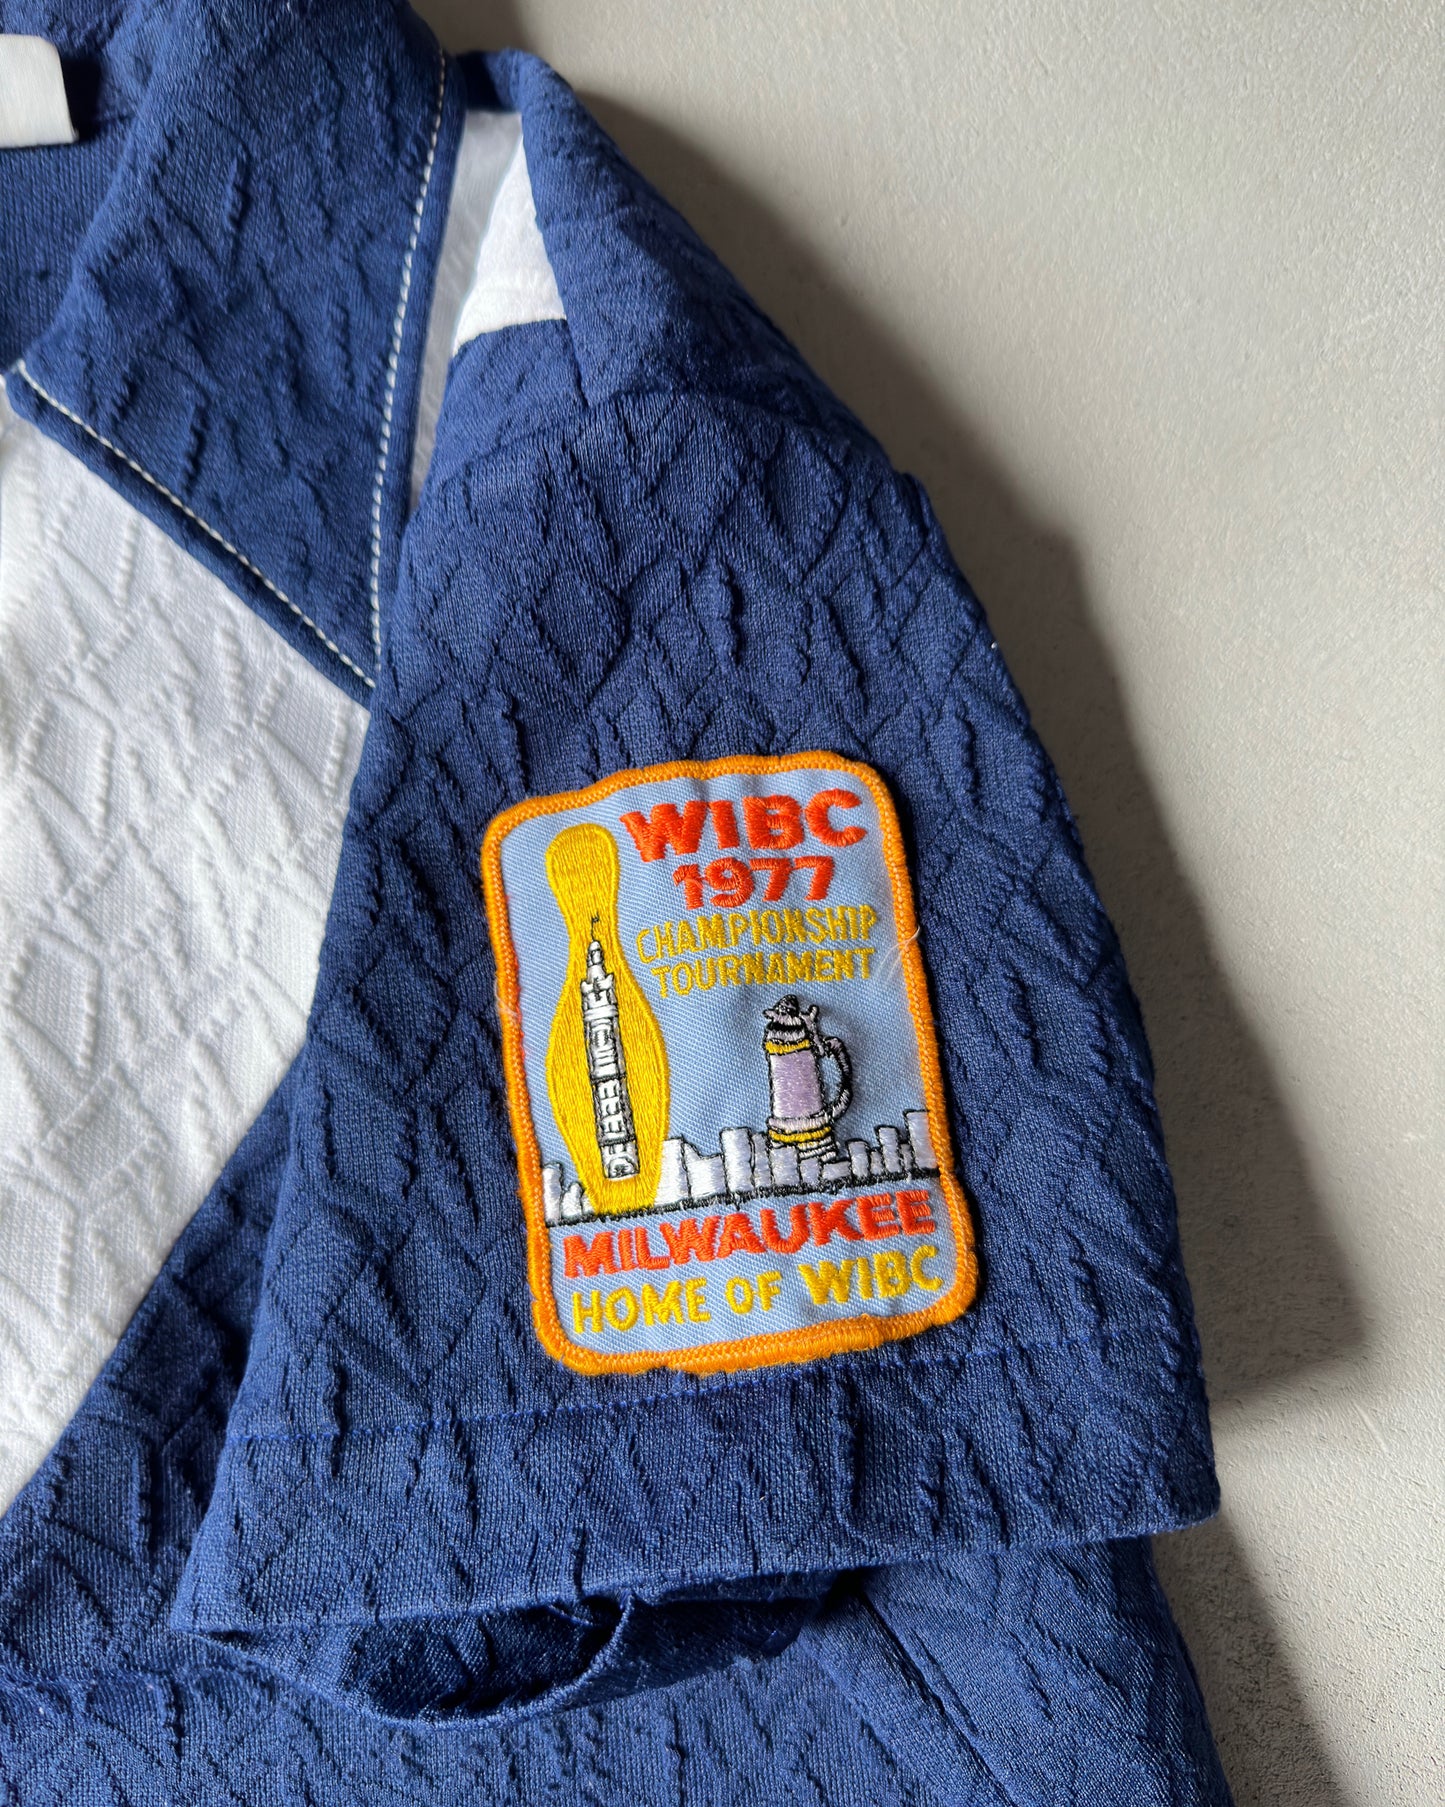 WIBC
1977
CHAMPIONSHIP
TOURNAMENT
MILWAUKEE
HOME OF WIBC